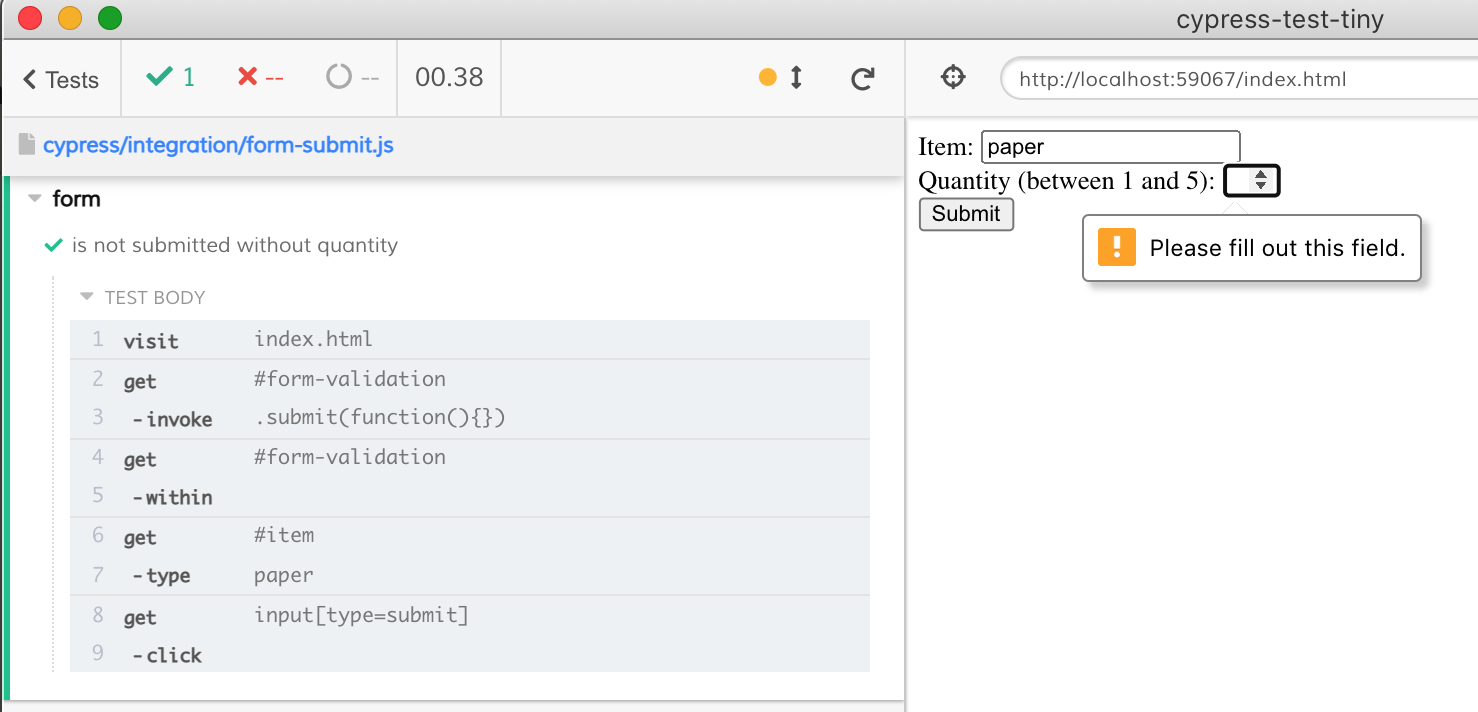 cypress-test-tiny
Tests 1 -- -- 00.38
http://localhost:59067/index.html
cypress/integration/form-submit.js
form
is not submitted without quantity
TEST BODY
1 visit index.html
2 get #form-validation
3 -invoke .submit(function(){})
4 get #form-validation
5 -within
6 get #item
7 -type paper
8 get input[type=submit]
9 -click
Item: paper
Quantity (between 1 and 5):
Submit
! Please fill out this field.